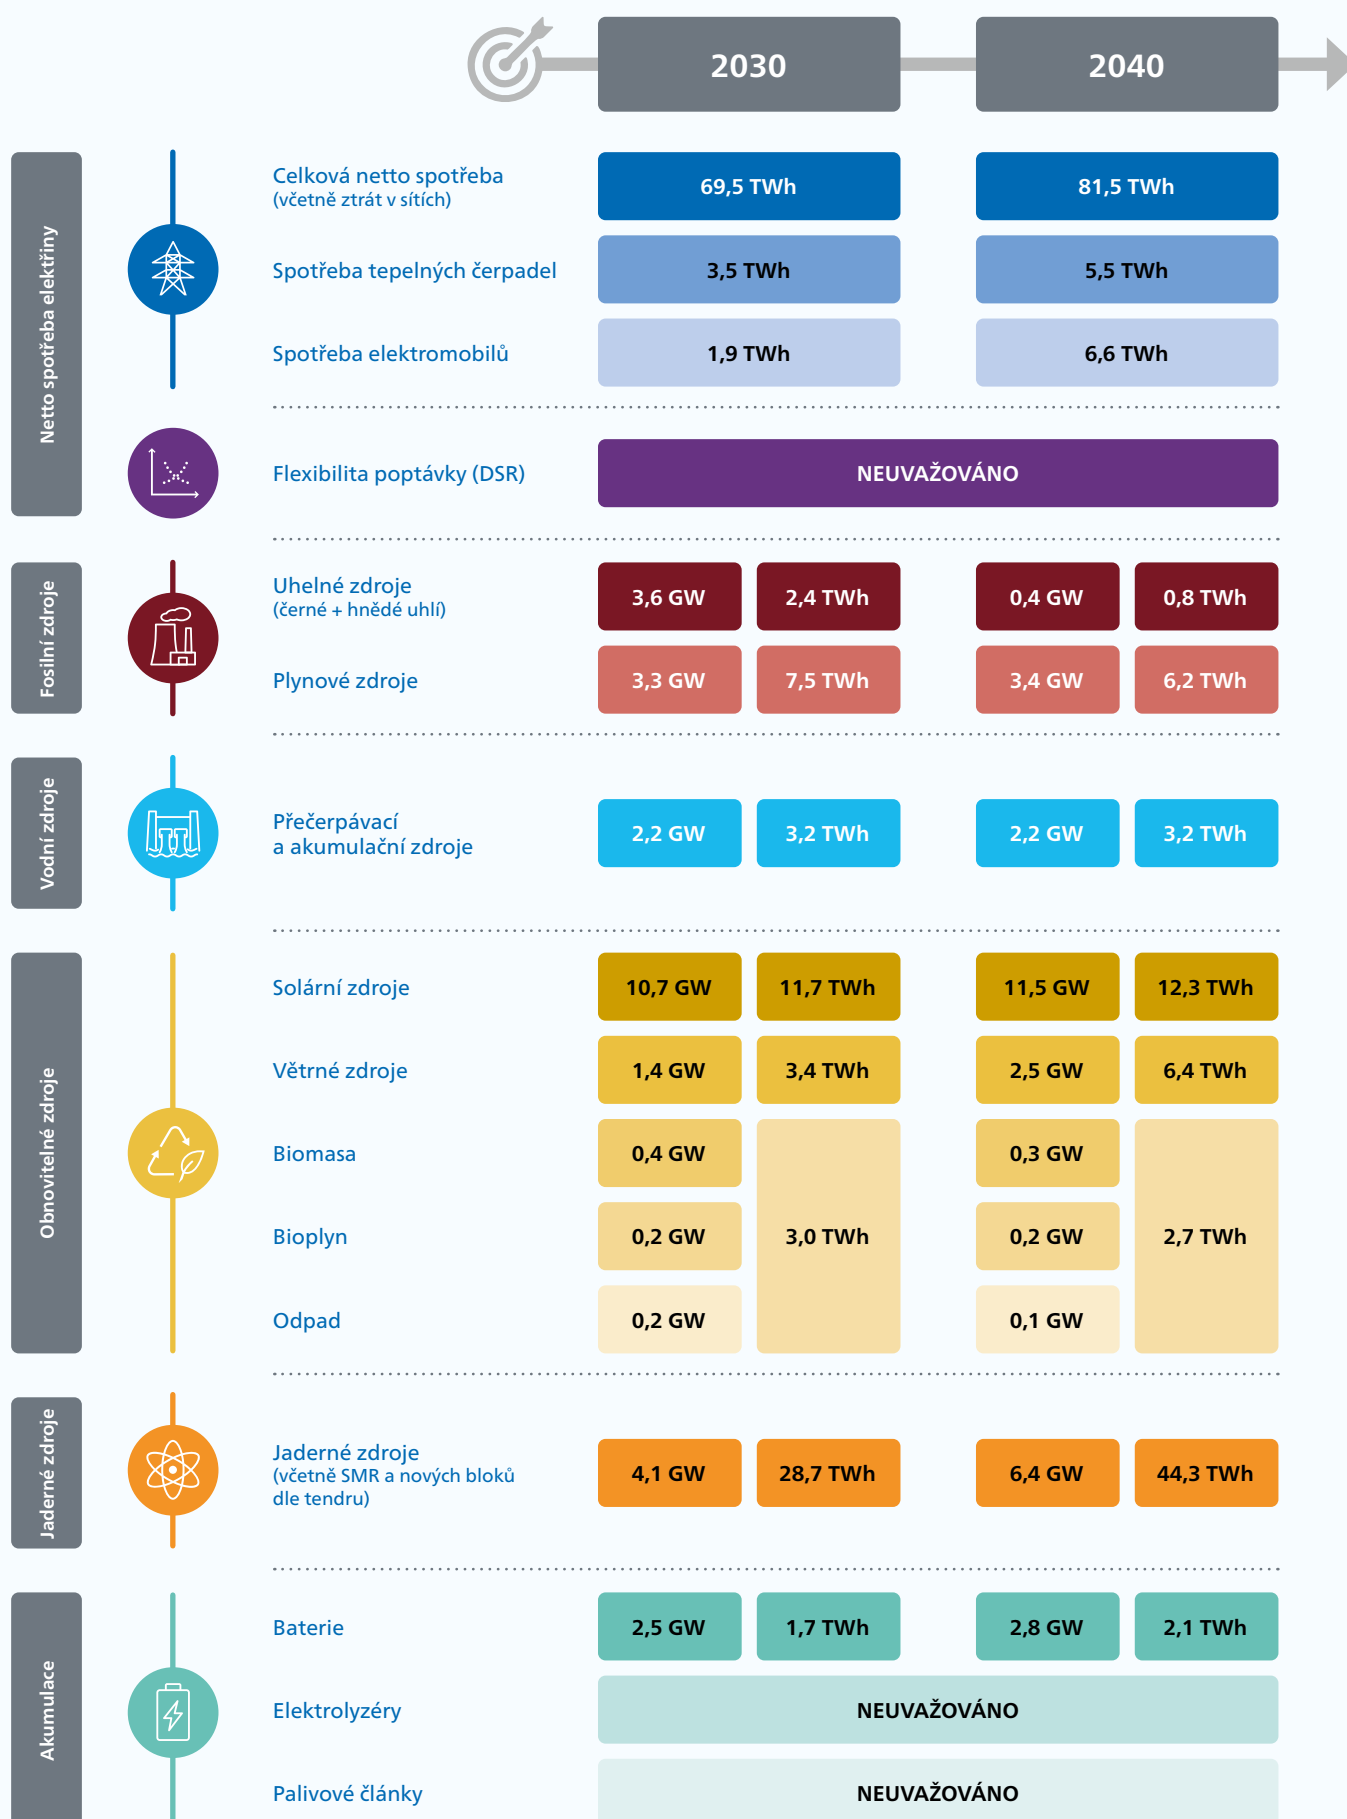 2030
2040
Netto spotřeba elektřiny
Celková netto spotřeba
(včetně ztrát v sítích)
69,5 TWh
81,5 TWh
Spotřeba tepelných čerpadel
3,5 TWh
5,5 TWh
Spotřeba elektromobilů
1,9 TWh
6,6 TWh
Flexibilita poptávky (DSR)
NEUVAŽOVÁNO
Fosilní zdroje
Uhelné zdroje
(černé + hnědé uhlí)
3,6 GW
2,4 TWh
0,4 GW
0,8 TWh
Plynové zdroje
3,3 GW
7,5 TWh
3,4 GW
6,2 TWh
Vodní zdroje
Přečerpávací
a akumulační zdroje
2,2 GW
3,2 TWh
2,2 GW
3,2 TWh
Obnovitelné zdroje
Solární zdroje
10,7 GW
11,7 TWh
11,5 GW
12,3 TWh
Větrné zdroje
1,4 GW
3,4 TWh
2,5 GW
6,4 TWh
Biomasa
0,4 GW
0,3 GW
Bioplyn
0,2 GW
3,0 TWh
0,2 GW
2,7 TWh
Odpad
0,2 GW
0,1 GW
Jaderné zdroje
Jaderné zdroje
(včetně SMR a nových bloků
dle tendru)
4,1 GW
28,7 TWh
6,4 GW
44,3 TWh
Akumulace
Baterie
2,5 GW
1,7 TWh
2,8 GW
2,1 TWh
Elektrolyzéry
NEUVAŽOVÁNO
Palivové články
NEUVAŽOVÁNO